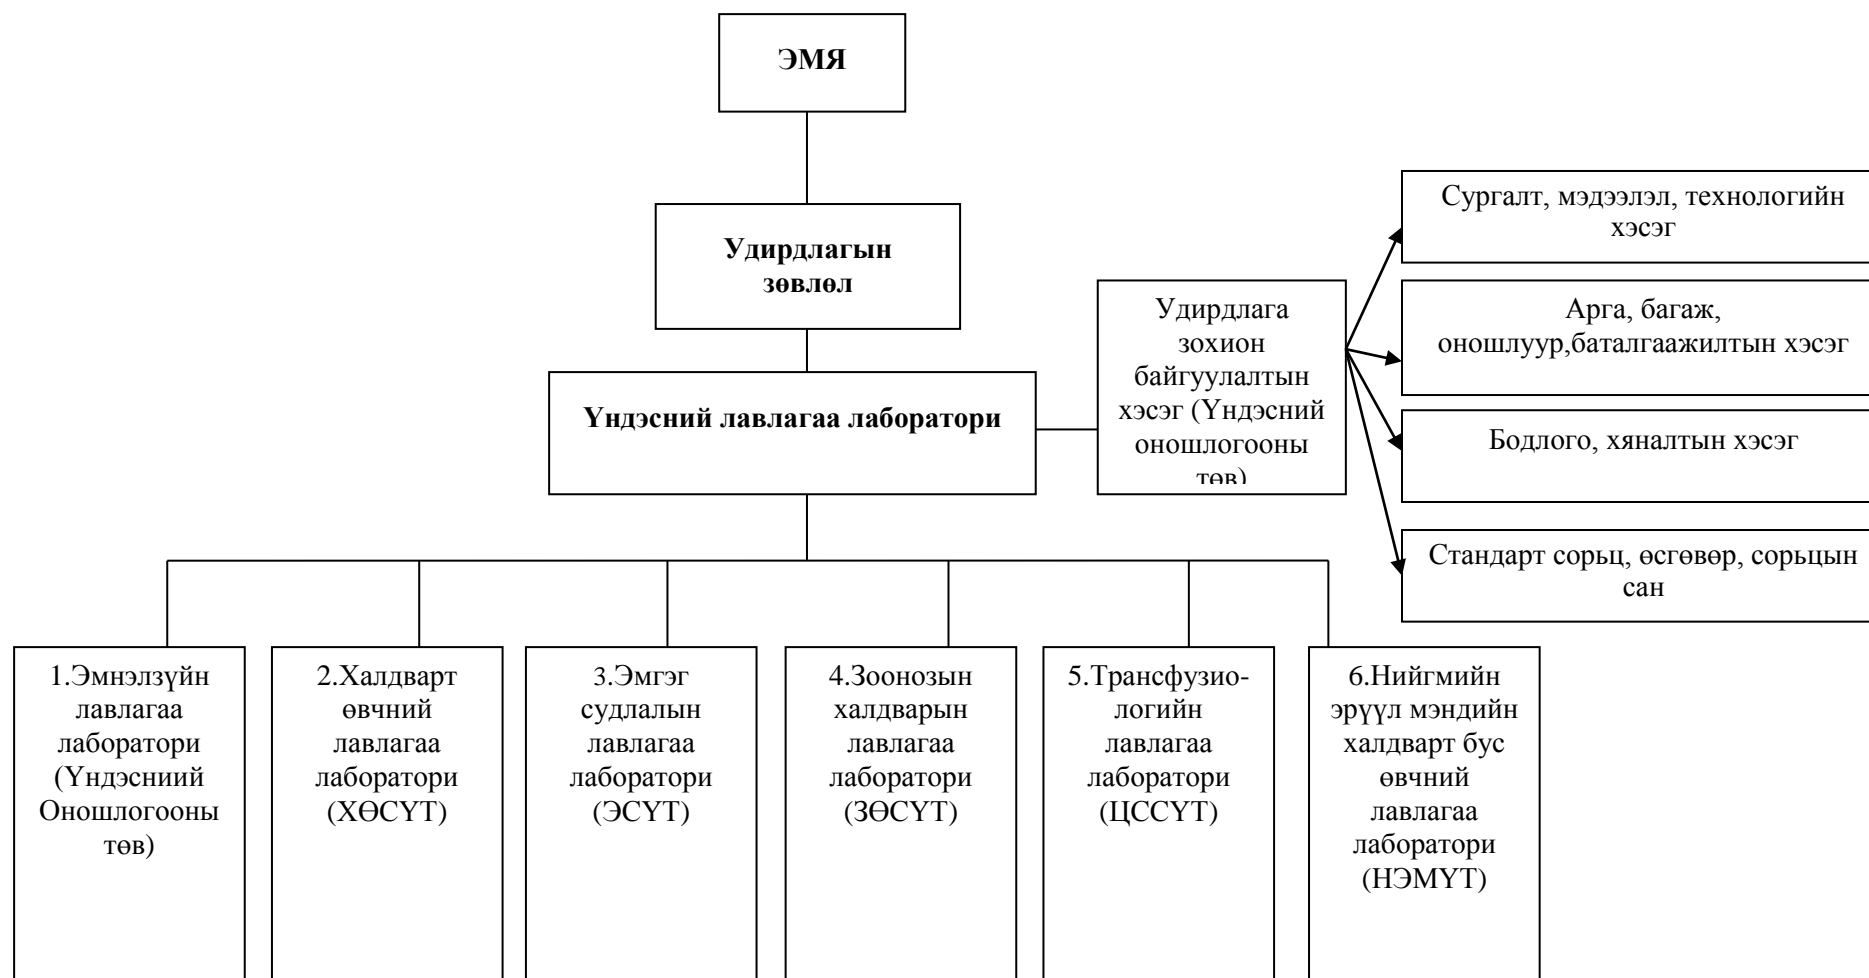 ЭМЯ
Удирдлагын
зөвлөл
Үндэсний лавлагаа лаборатори
Удирдлага
зохион
байгуулалтын
хэсэг (Үндэсний
оношлогооны
төв)
Сургалт, мэдээлэл, технологийн
хэсэг
Арга, багаж,
оношлуур,баталгаажилтын хэсэг
Бодлого, хяналтын хэсэг
Стандарт сорьц, өсгөвөр, сорьцын
сан
1.Эмнэлзүйн
лавлагаа
лаборатори
(Үндэсниий
Оношлогооны
төв)
2.Халдварт
өвчний
лавлагаа
лаборатори
(ХӨСҮТ)
3.Эмгэг
судлалын
лавлагаа
лаборатори
(ЭСҮТ)
4.Зоонозын
халдварын
лавлагаа
лаборатори
(ЗӨСҮТ)
5.Трансфузио-
логийн
лавлагаа
лаборатори
(ЦССҮТ)
6.Нийгмийн
эрүүл мэндийн
халдварт бус
өвчний
лавлагаа
лаборатори
(НЭМҮТ)